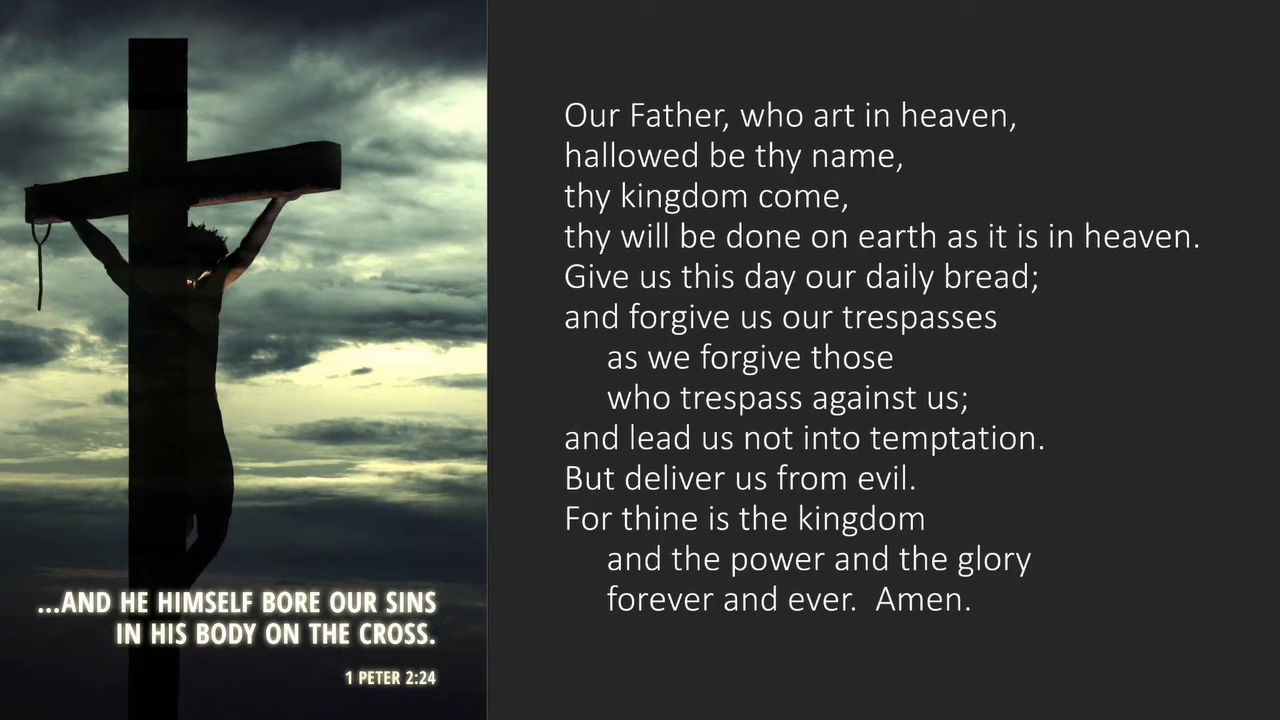 Our Father, who art in heaven,
hallowed be thy name,
thy kingdom come,
thy will be done on earth as it is in heaven.
Give us this day our daily bread;
and forgive us our trespasses
as we forgive those
who trespass against us;
and lead us not into temptation.
But deliver us from evil.
For thine is the kingdom
and the power and the glory
forever and ever.  Amen.
...AND HE HIMSELF BORE OUR SINS
IN HIS BODY ON THE CROSS.
1 PETER 2:24